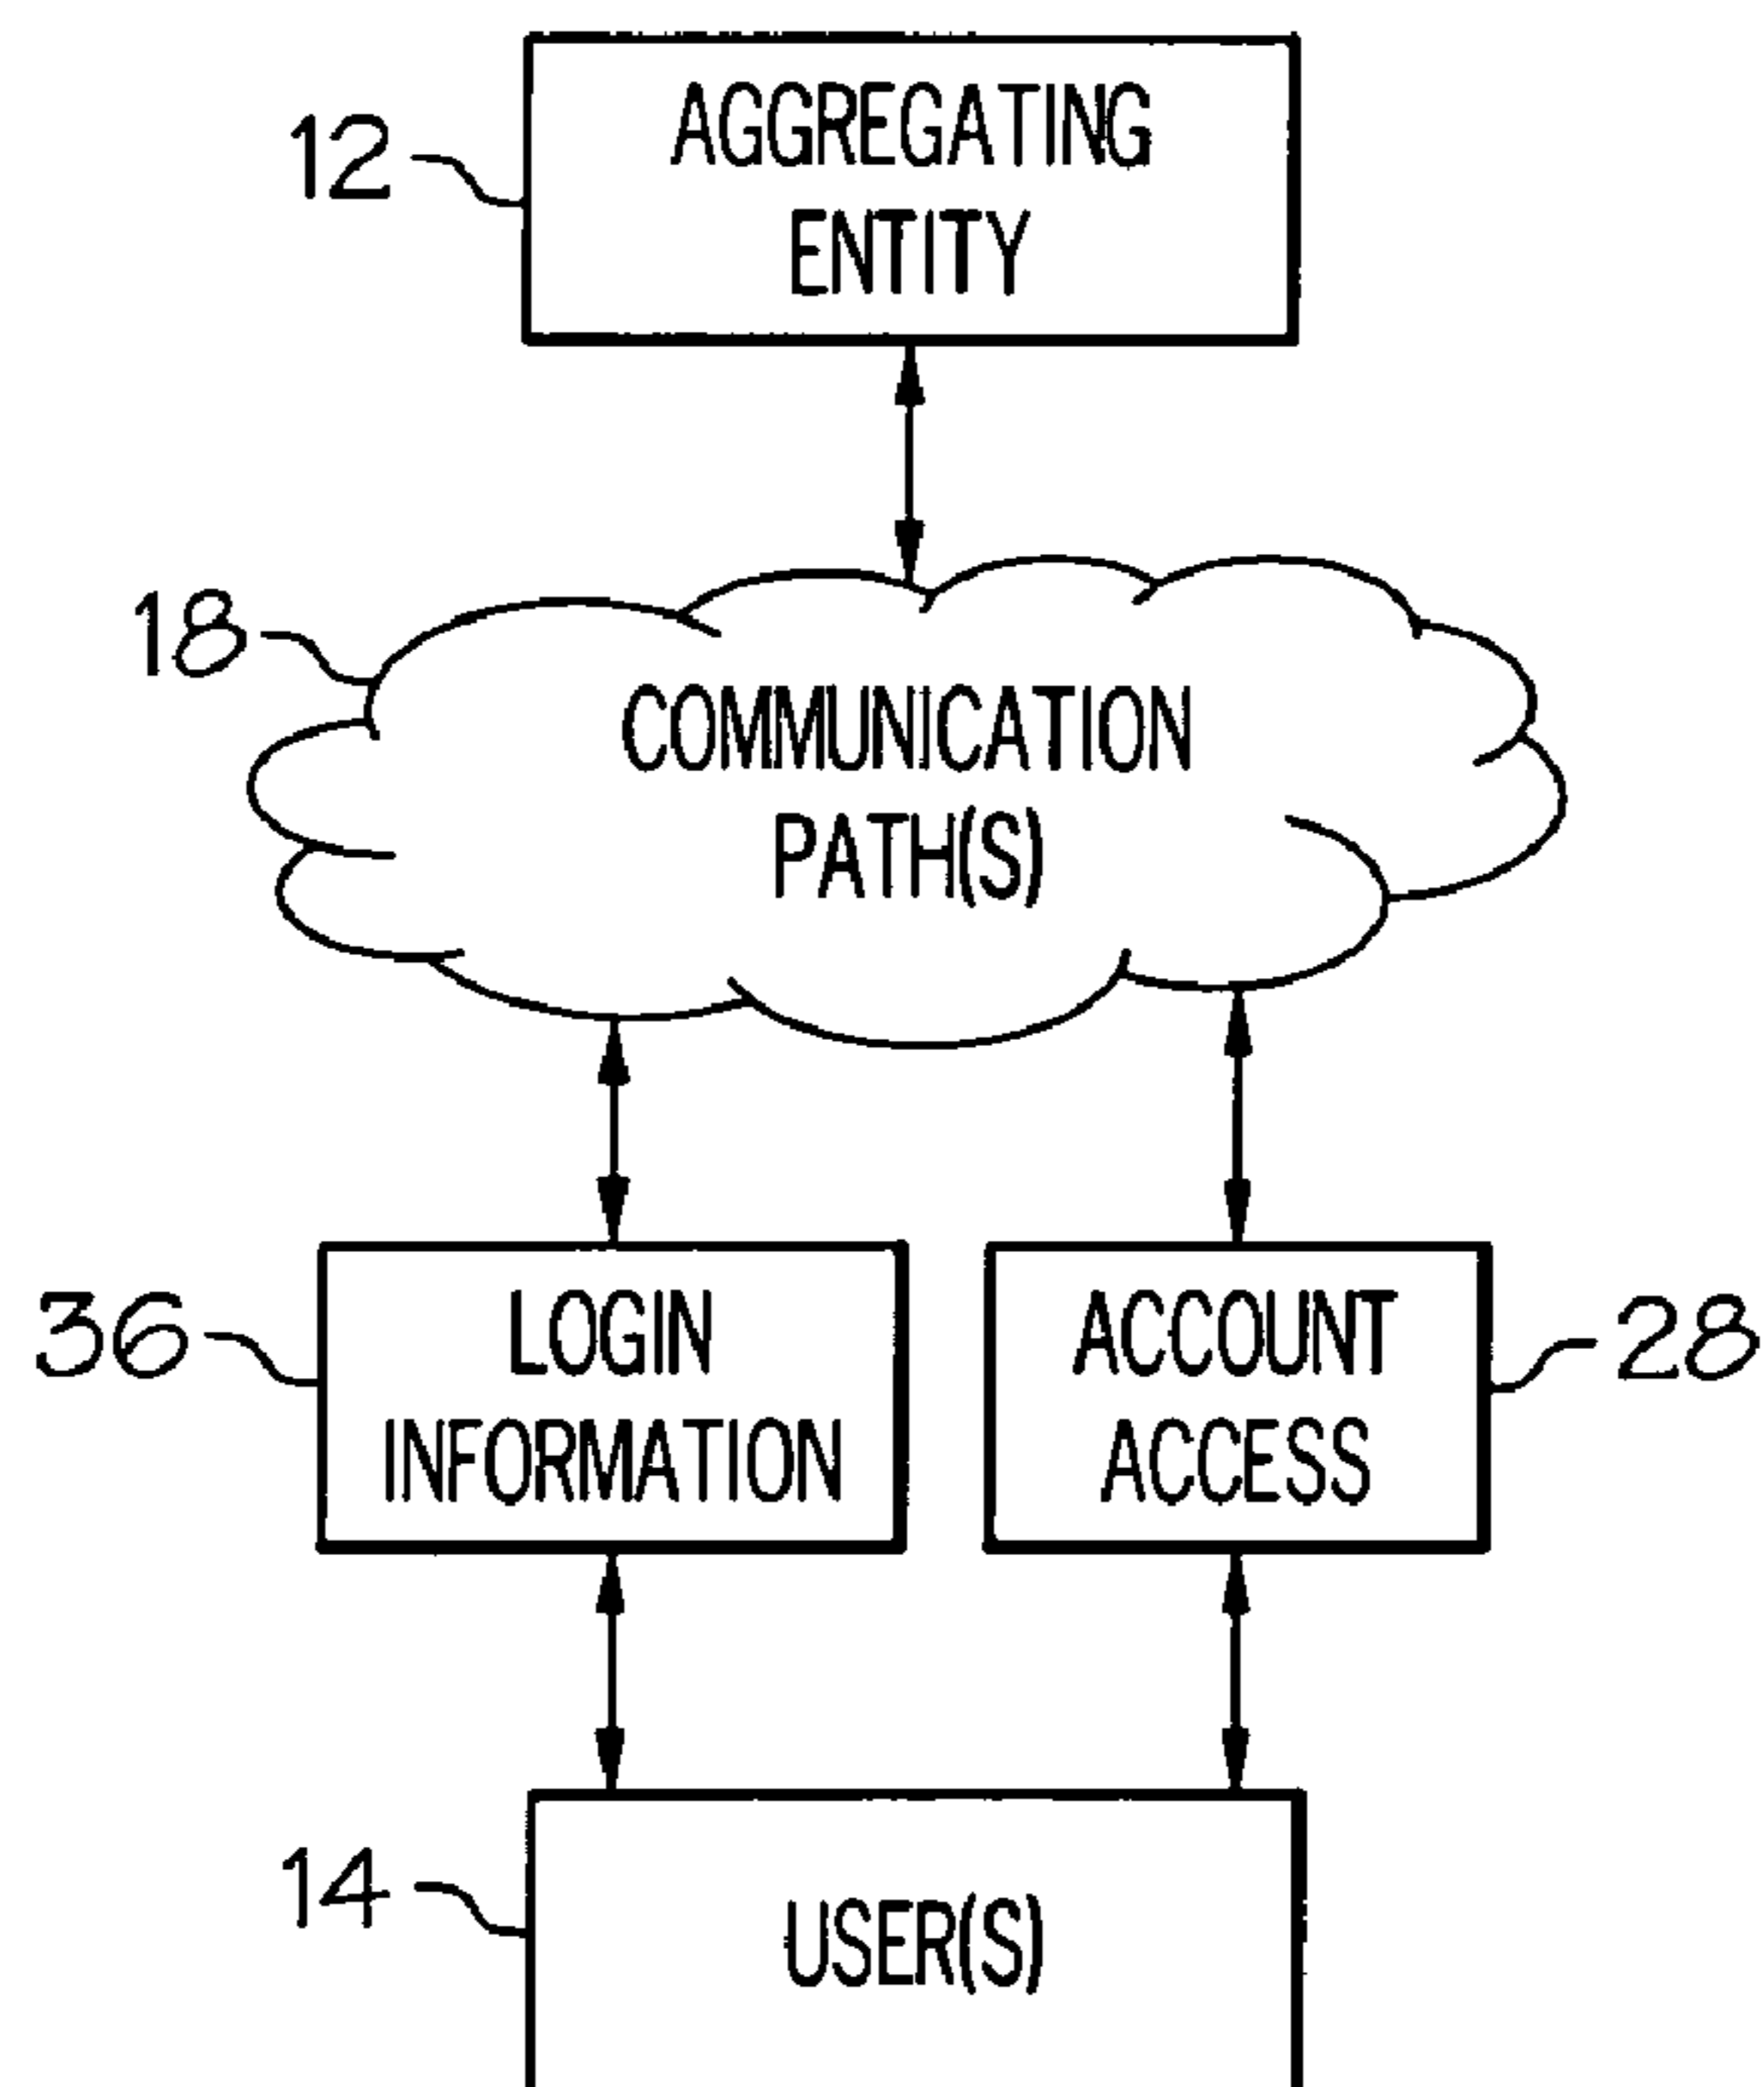 12
AGGREGATING
ENTITY
18
COMMUNICATION
PATH(S)
36
LOGIN
INFORMATION
ACCOUNT
ACCESS
28
14
USER(S)